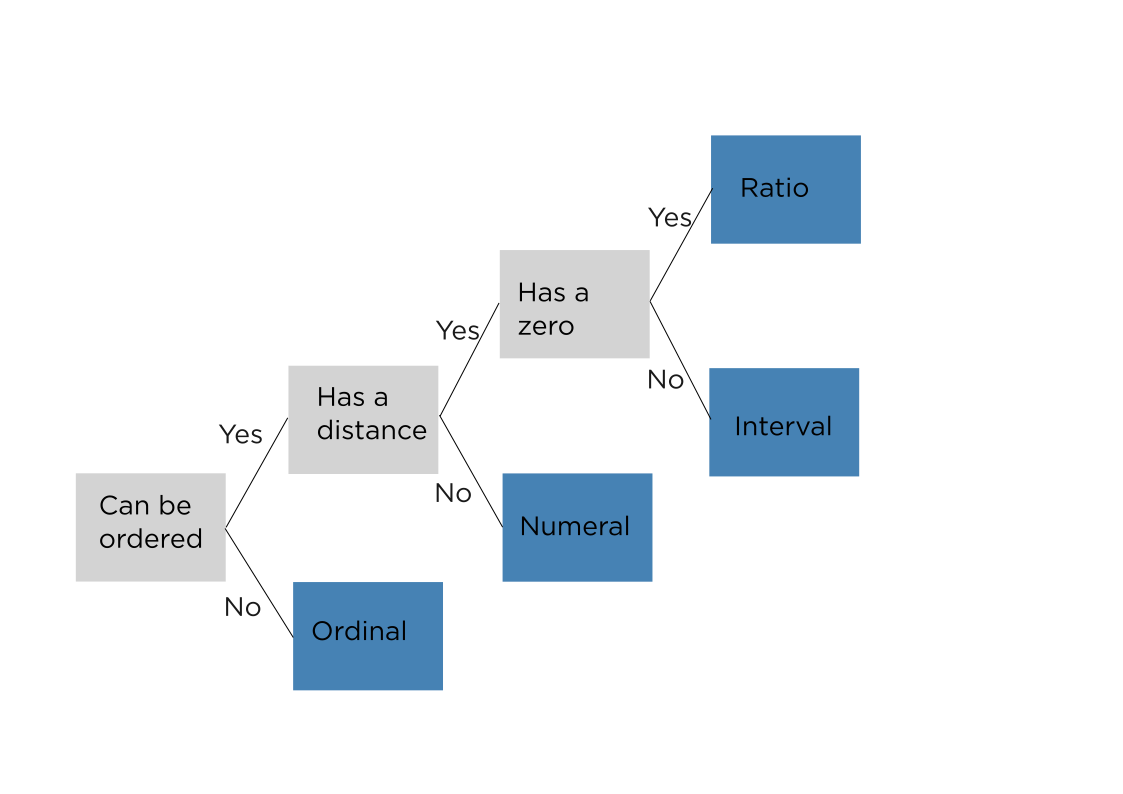 Ratio
Yes
Has a
zero
Yes
No
Has a
distance
Interval
Yes
No
Can be
ordered
Numeral
No
Ordinal